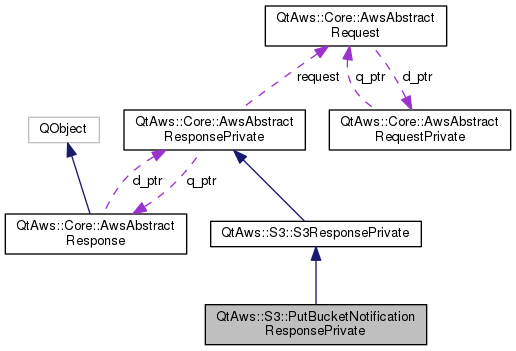 QtAws::Core::AwsAbstract
Request
request
q_ptr
d_ptr
QObject
QtAws::Core::AwsAbstract
ResponsePrivate
QtAws::Core::AwsAbstract
RequestPrivate
d_ptr
q_ptr
QtAws::Core::AwsAbstract
Response
QtAws::S3::S3ResponsePrivate
QtAws::S3::PutBucketNotification
ResponsePrivate